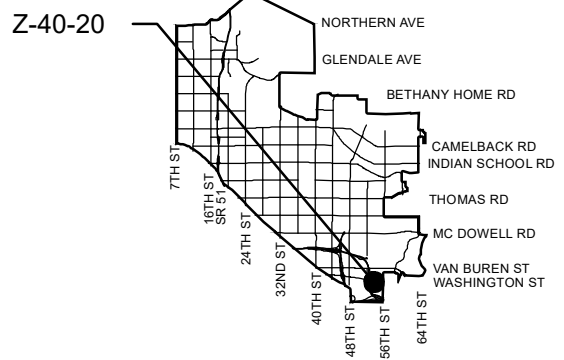 Z-40-20
NORTHERN AVE
GLENDALE AVE
BETHANY HOME RD
CAMELBACK RD
INDIAN SCHOOL RD
THOMAS RD
MC DOWELL RD
VAN BUREN ST
WASHINGTON ST
7TH ST
16TH ST
SR 51
24TH ST
32ND ST
40TH ST
48TH ST
56TH ST
64TH ST